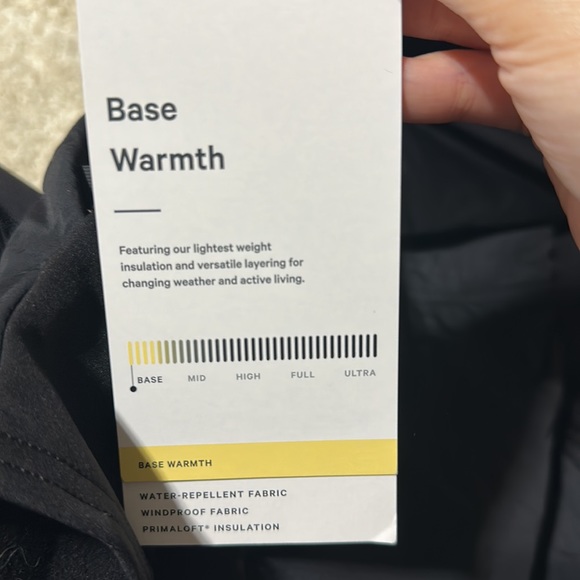 Base
Warmth
Featuring our lightest weight
insulation and versatile layering for
changing weather and active living.
BASE MID HIGH FULL ULTRA
BASE WARMTH
WATER-REPELLENT FABRIC
WINDPROOF FABRIC
PRIMALOFT® INSULATION